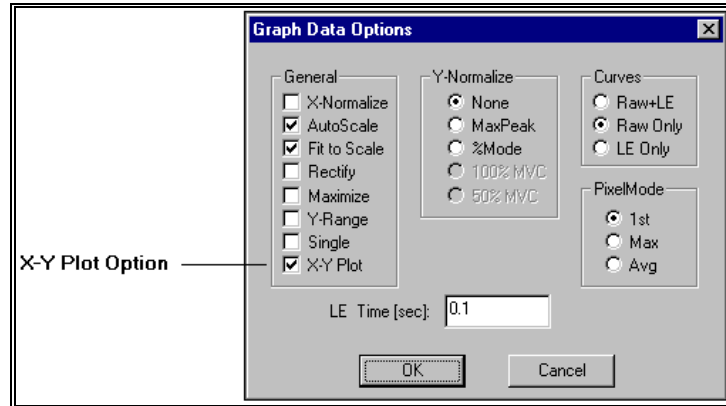 Graph Data Options
General
X-Normalize
AutoScale
Fit to Scale
Rectify
Maximize
Y-Range
Single
X-Y Plot
X-Y Plot Option
Y-Normalize
None
MaxPeak
%Mode
100% MVC
50% MVC
Curves
Raw+LE
Raw Only
LE Only
PixelMode
1st
Max
Avg
LE Time [sec]: 0.1
OK
Cancel